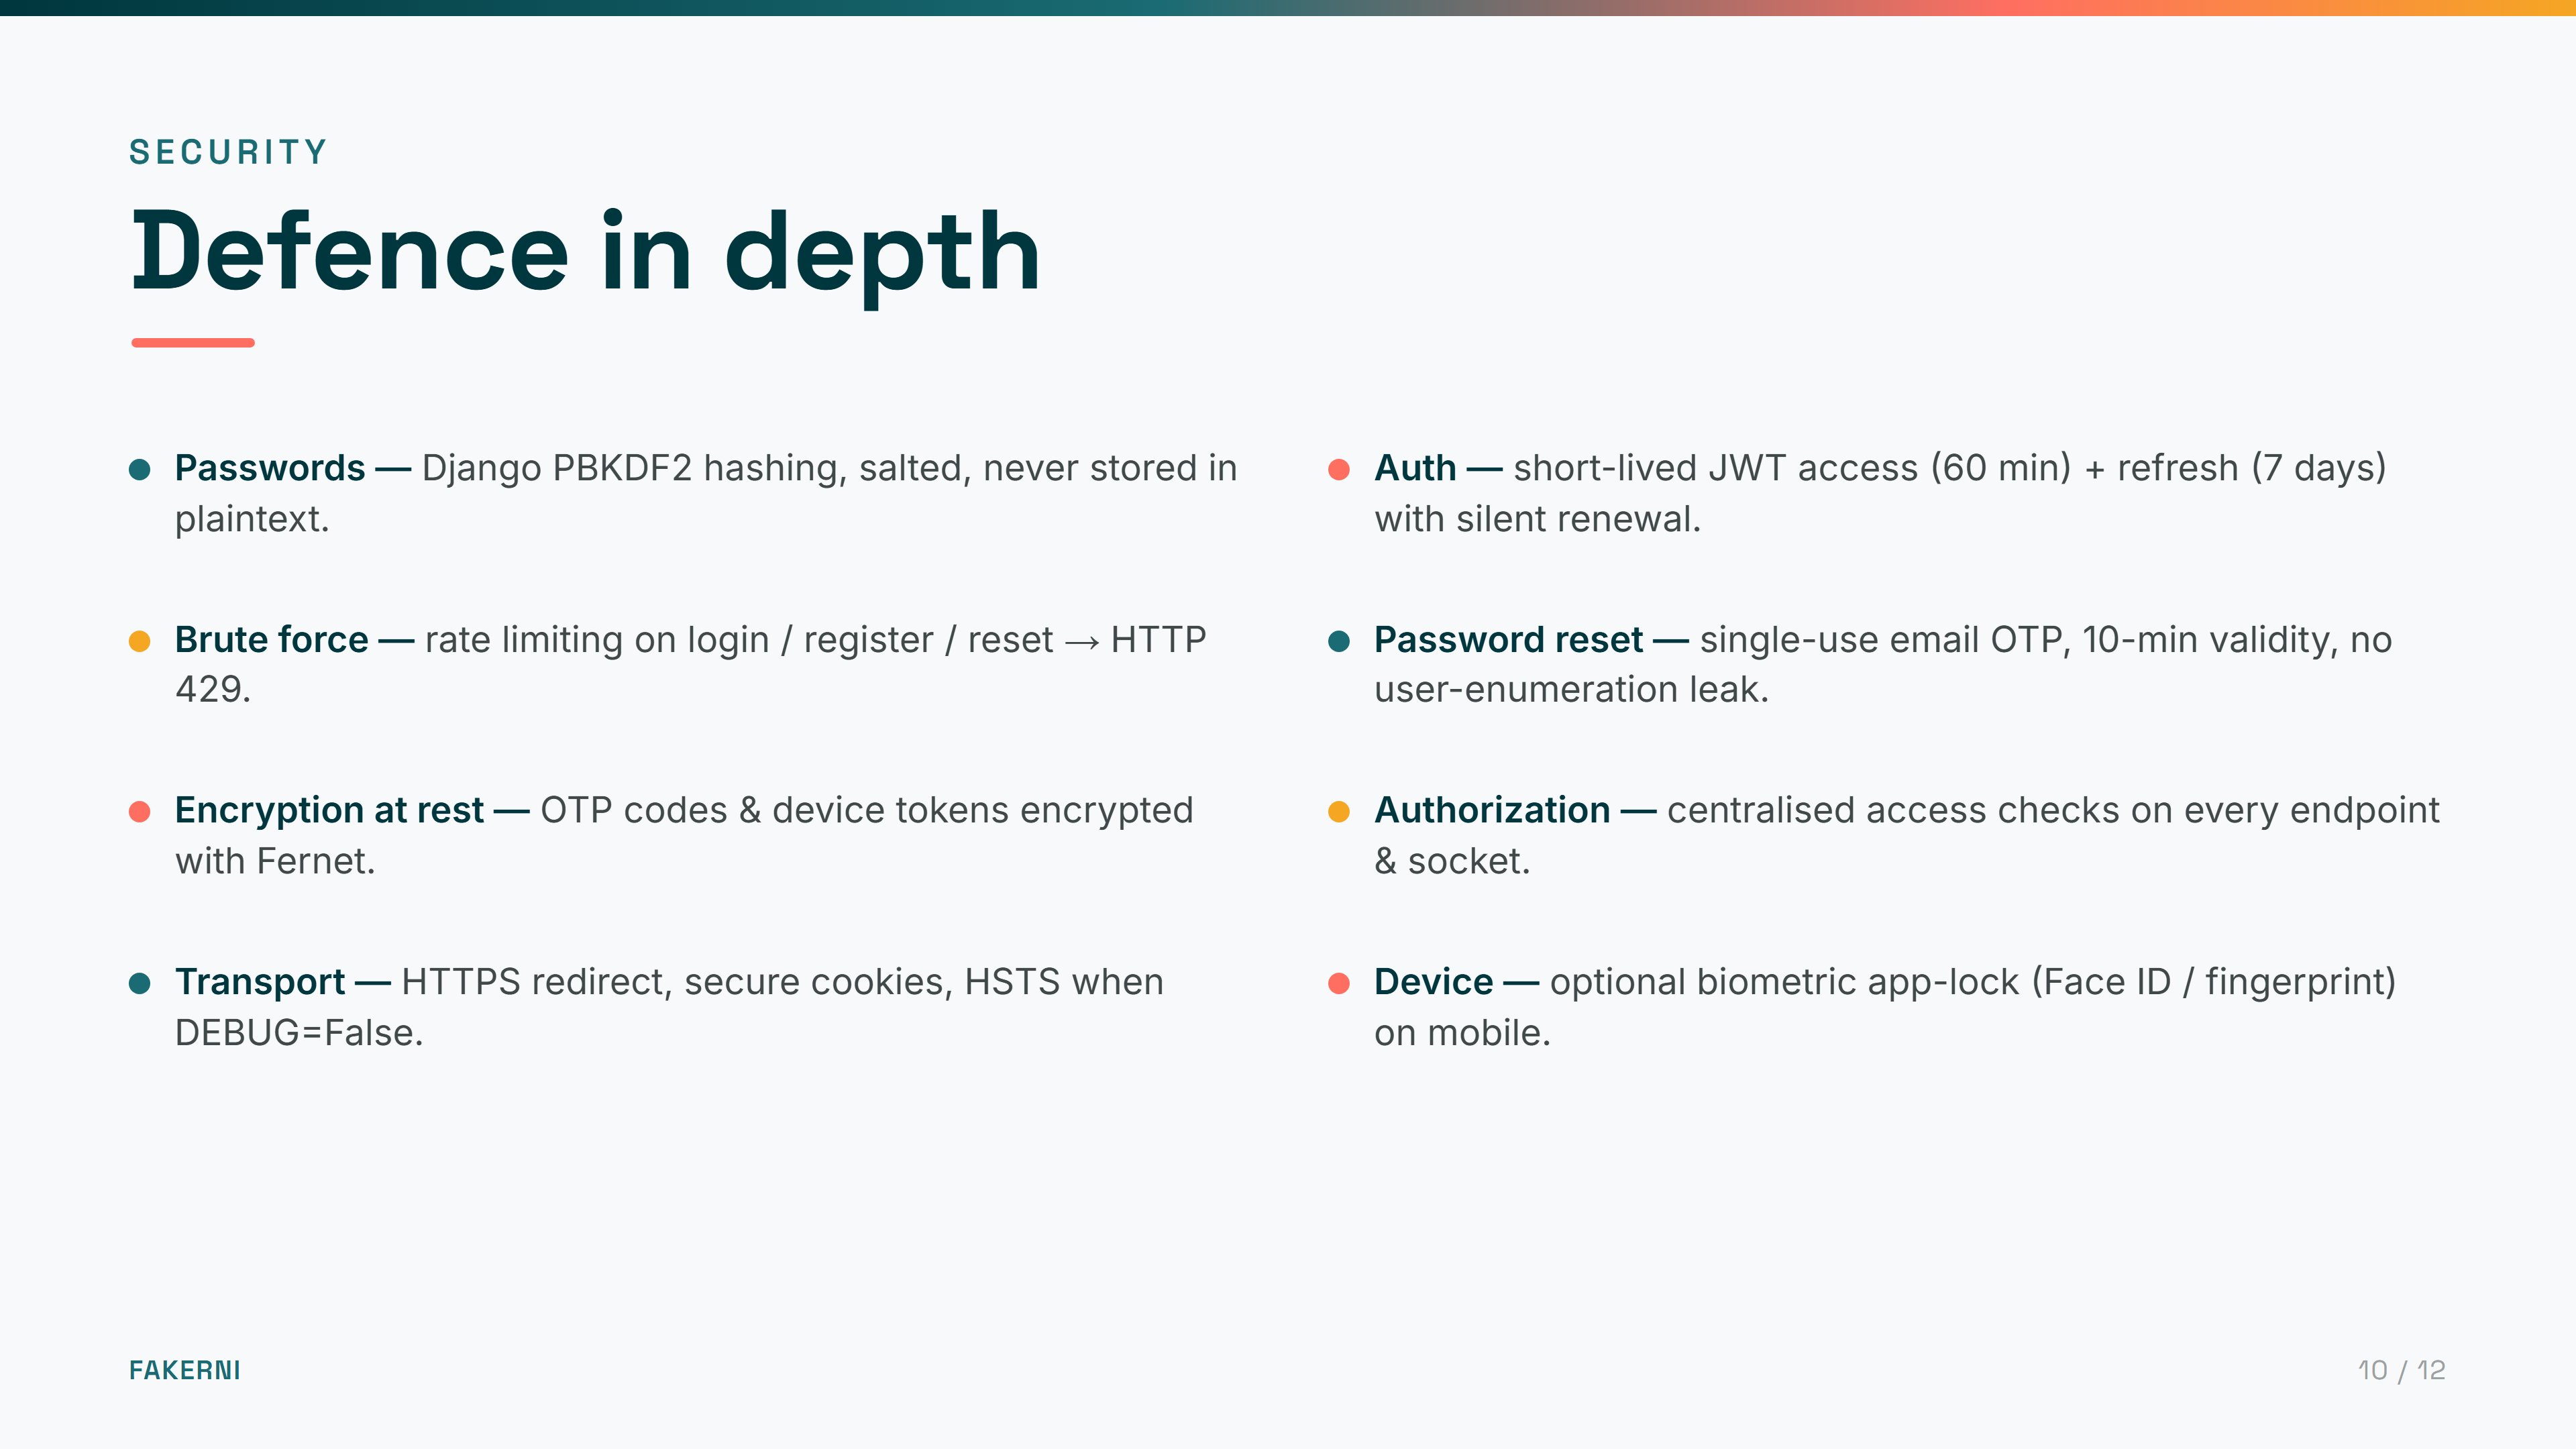 SECURITY
Defence in depth
Passwords — Django PBKDF2 hashing, salted, never stored in
plaintext.
Brute force — rate limiting on login / register / reset → HTTP
429.
Encryption at rest — OTP codes & device tokens encrypted
with Fernet.
Transport — HTTPS redirect, secure cookies, HSTS when
DEBUG=False.
Auth — short-lived JWT access (60 min) + refresh (7 days)
with silent renewal.
Password reset — single-use email OTP, 10-min validity, no
user-enumeration leak.
Authorization — centralised access checks on every endpoint
& socket.
Device — optional biometric app-lock (Face ID / fingerprint)
on mobile.
FAKERNI
10 / 12